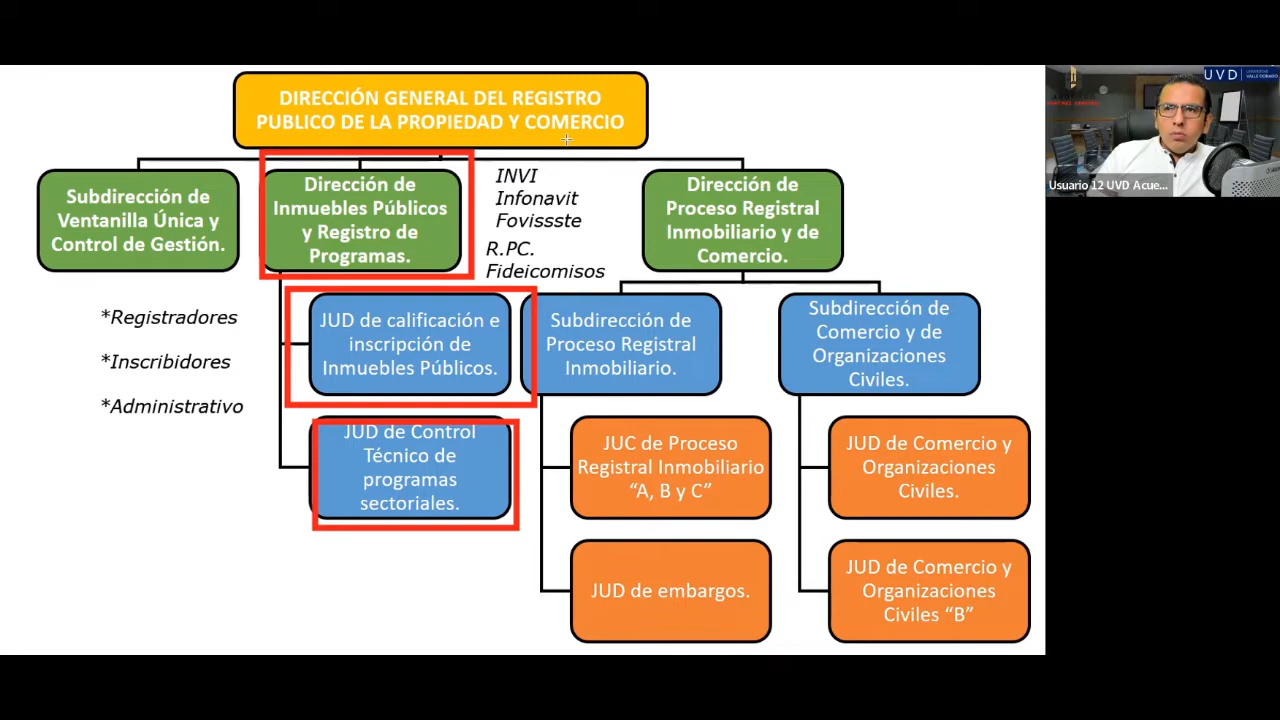 DIRECCIÓN GENERAL DEL REGISTRO
PUBLICO DE LA PROPIEDAD Y COMERCIO
Subdirección de
Ventanilla Única y
Control de Gestión.
Dirección de
Inmuebles Públicos
y Registro de
Programas.
INVI
Infonavit
Fovissste
R.PC.
Fideicomisos
Dirección de
Proceso Registral
Inmobiliario y de
Comercio.
*Registradores
*Inscribidores
*Administrativo
JUD de calificación e
inscripción de
Inmuebles Públicos.
JUD de Control
Técnico de
programas
sectoriales.
Subdirección de
Proceso Registral
Inmobiliario.
JUC de Proceso
Registral Inmobiliario
“A, B y C”
JUD de embargos.
Subdirección de
Comercio y de
Organizaciones
Civiles.
JUD de Comercio y
Organizaciones
Civiles.
JUD de Comercio y
Organizaciones
Civiles “B”
UVD
UNIVERSIDAD
VALLE DORADO
Usuario 12 UVD Acue...